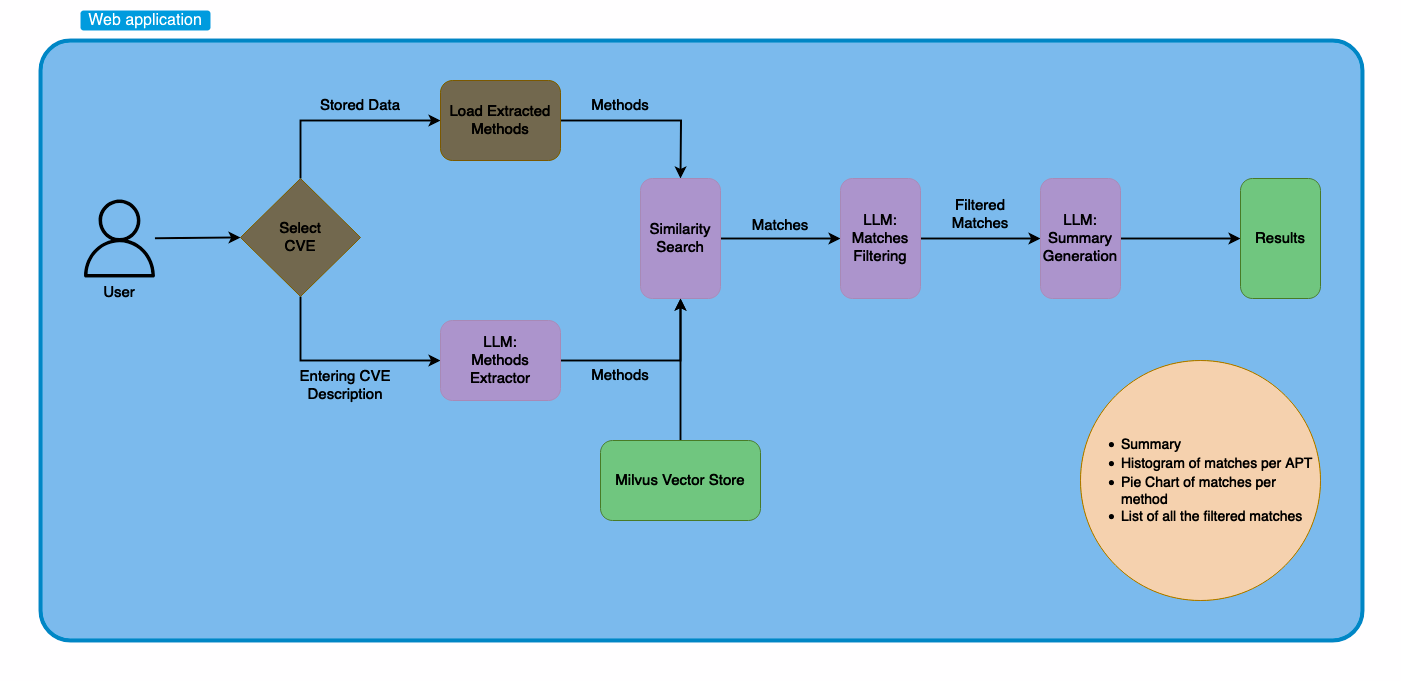 Web application
Stored Data
Load Extracted
Methods
Methods
Select
CVE
User
Entering CVE
Description
LLM:
Methods
Extractor
Methods
Similarity
Search
Milvus Vector Store
Matches
LLM:
Matches
Filtering
Filtered
Matches
LLM:
Summary
Generation
Results
• Summary
• Histogram of matches per APT
• Pie Chart of matches per
method
• List of all the filtered matches